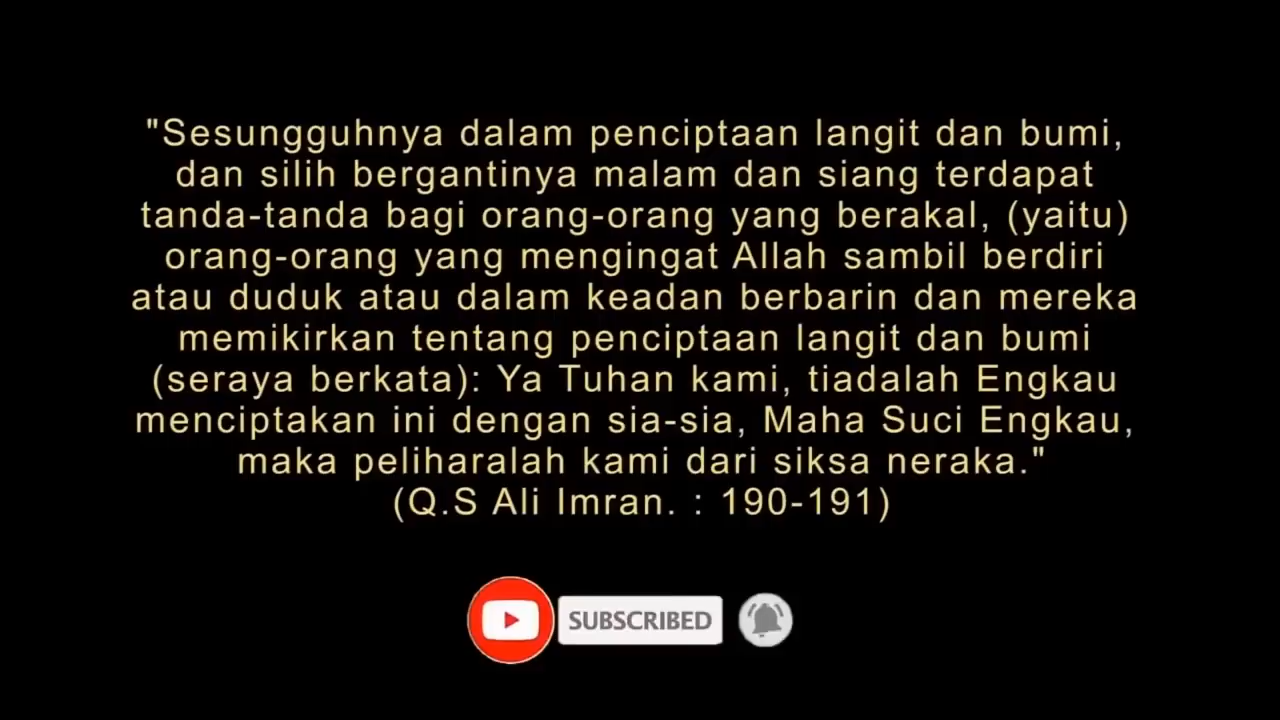 "Sesungguhnya dalam penciptaan langit dan bumi,
dan silih bergantinya malam dan siang terdapat
tanda-tanda bagi orang-orang yang berakal, (yaitu)
orang-orang yang mengingat Allah sambil berdiri
atau duduk atau dalam keadan berbarin dan mereka
memikirkan tentang penciptaan langit dan bumi
(seraya berkata): Ya Tuhan kami, tiadalah Engkau
menciptakan ini dengan sia-sia, Maha Suci Engkau,
maka peliharalah kami dari siksa neraka."
(Q.S Ali Imran. : 190-191)
SUBSCRIBED